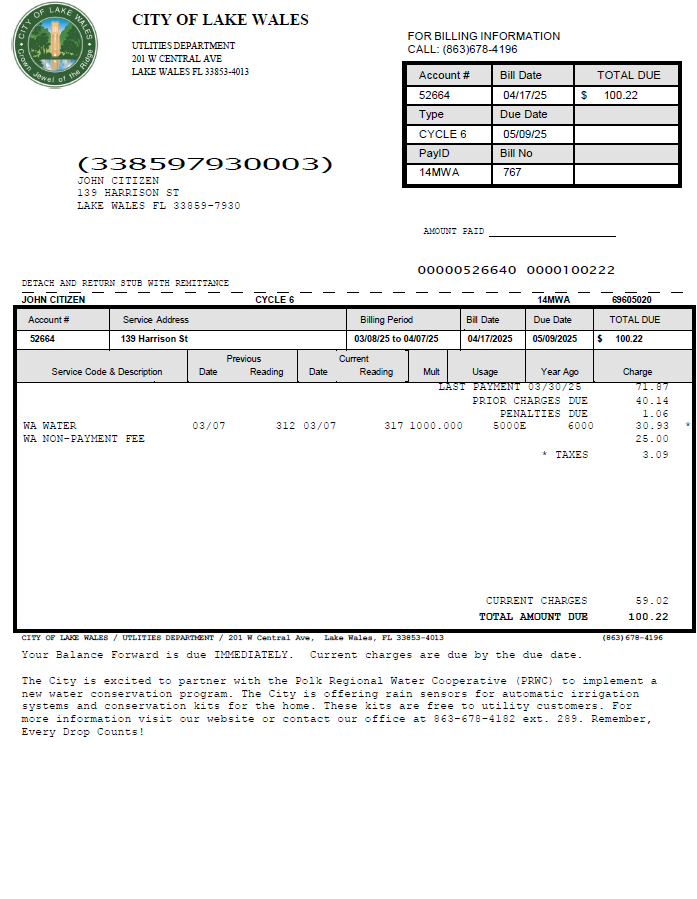 CITY OF LAKE WALES
Crown Jewel of the Ridge
CITY OF LAKE WALES
UTLITIES DEPARTMENT
201 W CENTRAL AVE
LAKE WALES FL 33853-4013
FOR BILLING INFORMATION
CALL: (863)678-4196
Account # Bill Date TOTAL DUE
52664 04/17/25 $ 100.22
Type Due Date
CYCLE 6 05/09/25
PayID Bill No
14MWA 767
(338597930003)
JOHN CITIZEN
139 HARRISON ST
LAKE WALES FL 33859-7930
AMOUNT PAID
00000526640 0000100222
DETACH AND RETURN STUB WITH REMITTANCE
JOHN CITIZEN CYCLE 6 14MWA 69605020
Account # Service Address Billing Period Bill Date Due Date TOTAL DUE
52664 139 Harrison St 03/08/25 to 04/07/25 04/17/2025 05/09/2025 $ 100.22
Previous Current
Service Code & Description Date Reading Date Reading Mult Usage Year Ago Charge
LAST PAYMENT 03/30/25 71.87
PRIOR CHARGES DUE 40.14
PENALTIES DUE 1.06
WA WATER 03/07 312 03/07 317 1000.000 5000E 6000 30.93 *
WA NON-PAYMENT FEE 25.00
* TAXES 3.09
CURRENT CHARGES 59.02
TOTAL AMOUNT DUE 100.22
CITY OF LAKE WALES / UTLITIES DEPARTMENT / 201 W Central Ave, Lake Wales, FL 33853-4013 (863)678-4196
Your Balance Forward is due IMMEDIATELY. Current charges are due by the due date.
The City is excited to partner with the Polk Regional Water Cooperative (PRWC) to implement a
new water conservation program. The City is offering rain sensors for automatic irrigation
systems and conservation kits for the home. These kits are free to utility customers. For
more information visit our website or contact our office at 863-678-4182 ext. 289. Remember,
Every Drop Counts!